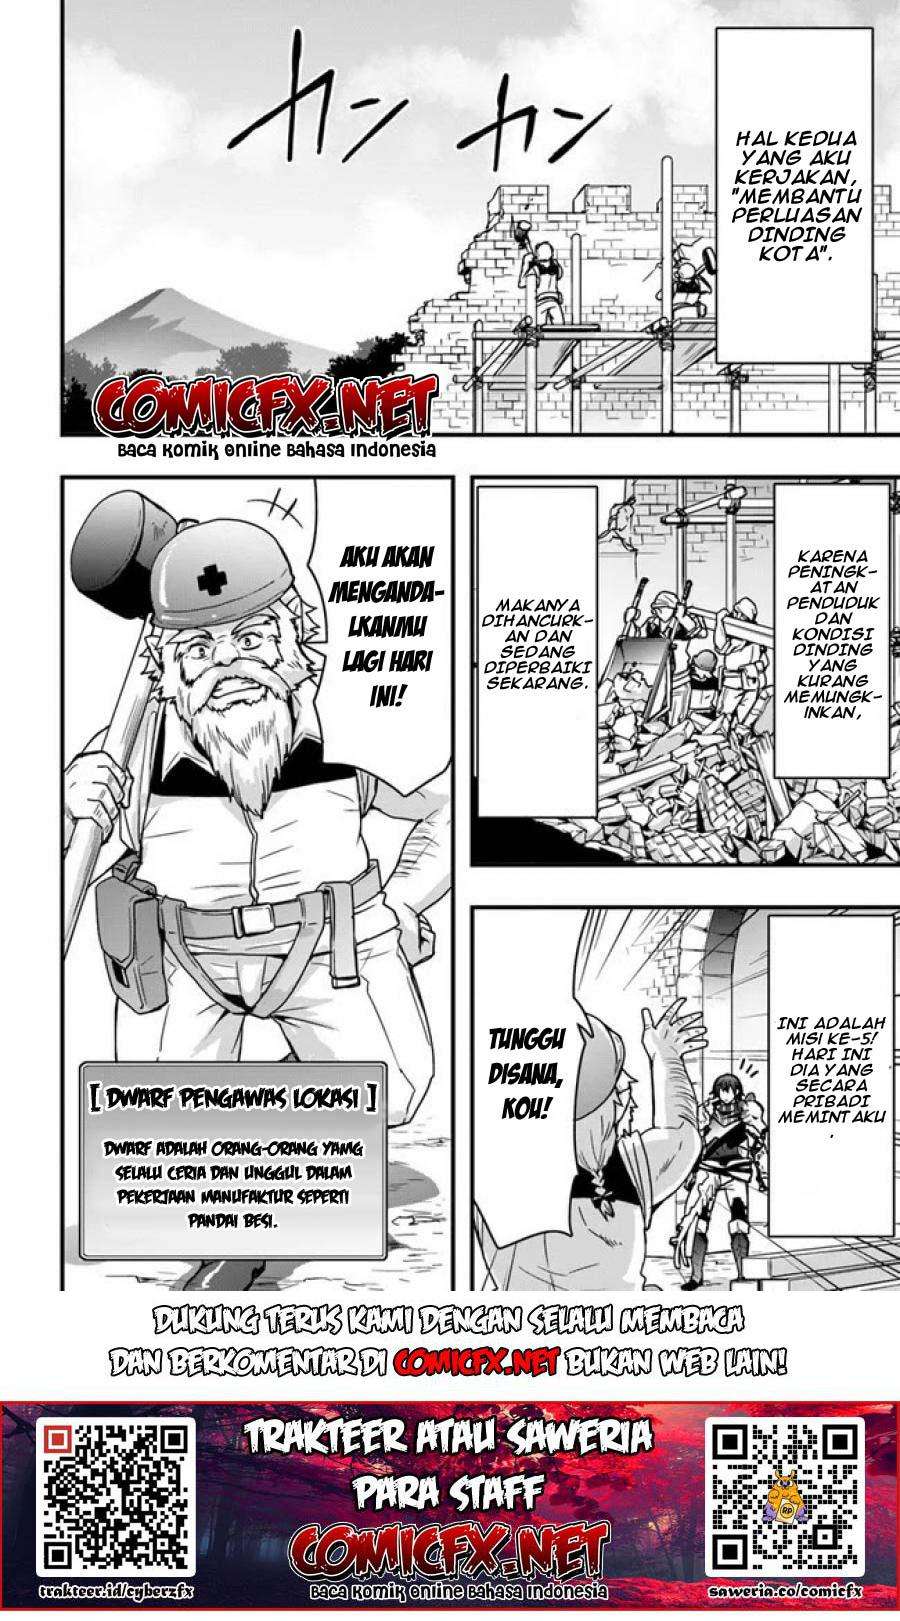 カン カン
HAL KEDUA
YANG AKU
KERJAKAN,
"MEMBANTU
PERLUASAN
DINDING
KOTA".
COMICFX.NET
Baca Komik Online Bahasa Indonesia
KARENA
PENINGK-
ATAN
PENDUDUK
DAN
KONDISI
DINDING
YANG
KURANG
MEMUNGK-
INKAN,
MAKANYA
DIHANCURK-
AN DAN
SEDANG
DIPERBAIKI
SEKARANG.
INI ADALAH
MISI KE-5!
HARI INI
DIA YANG
SECARA
PRIBADI
MEMINTAKU
.
TUNGGU
DISANA,
KOU!
AKU AKAN
MENGANDA-
LKANMU
LAGI HARI
INI!
[ DWARF PENGAWAS LOKASI ]
DWARF ADALAH ORANG-ORANG YAMG
SELALU CERIA DAN UNGGUL DALAM
PEKERJAAN MANUFAKTUR SEPERTI
PANDAI BESI.
DUKUNG TERUS KAMI DENGAN SELALU MEMBACA
DAN BERKOMENTAR DI COMICFX.NET BUKAN WEB LAIN!
TRAKTEER ATAU SAWERIA
PARA STAFF
COMICFX.NET
Baca Komik Online Bahasa Indonesia
trakteer.id/cyberzfx
RP
saweria.co/comicfx